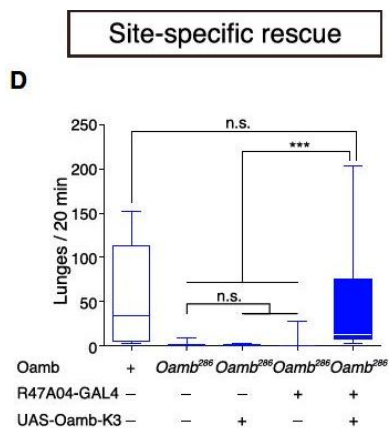 Site-specific rescue
D
n.s.
***
250
200
150
100
50
0
Lunges / 20 min
n.s.
Oamb + Oamb²⁸⁶ Oamb²⁸⁶ Oamb²⁸⁶ Oamb²⁸⁶
R47A04-GAL4 – – – + +
UAS-Oamb-K3 – – + – +